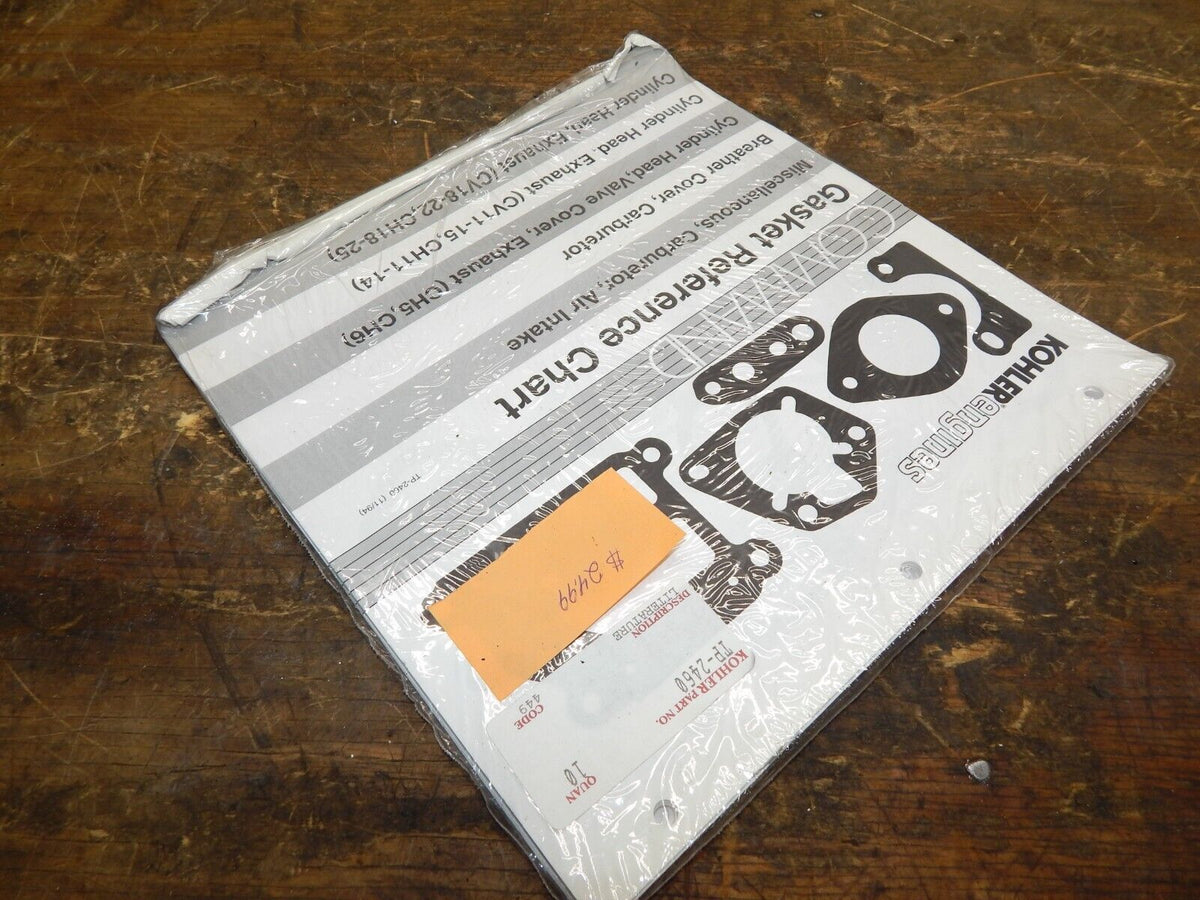 KOHLERengines
COMMAND
Gasket Reference Chart
TP-2460 (11/94)
Miscellaneous, Carburetor, Air Intake
Breather Cover, Carburetor
Cylinder Head,Valve Cover, Exhaust (CH5,CH6)
Cylinder Head, Exhaust (CV11-15,CH11-14)
Cylinder Head, Exhaust (CV18-22,CH18-25)
$ 24.99
KOHLER PART NO.
TP-2460
DESCRIPTION
LITERATURE
CODE
449
QUAN
10